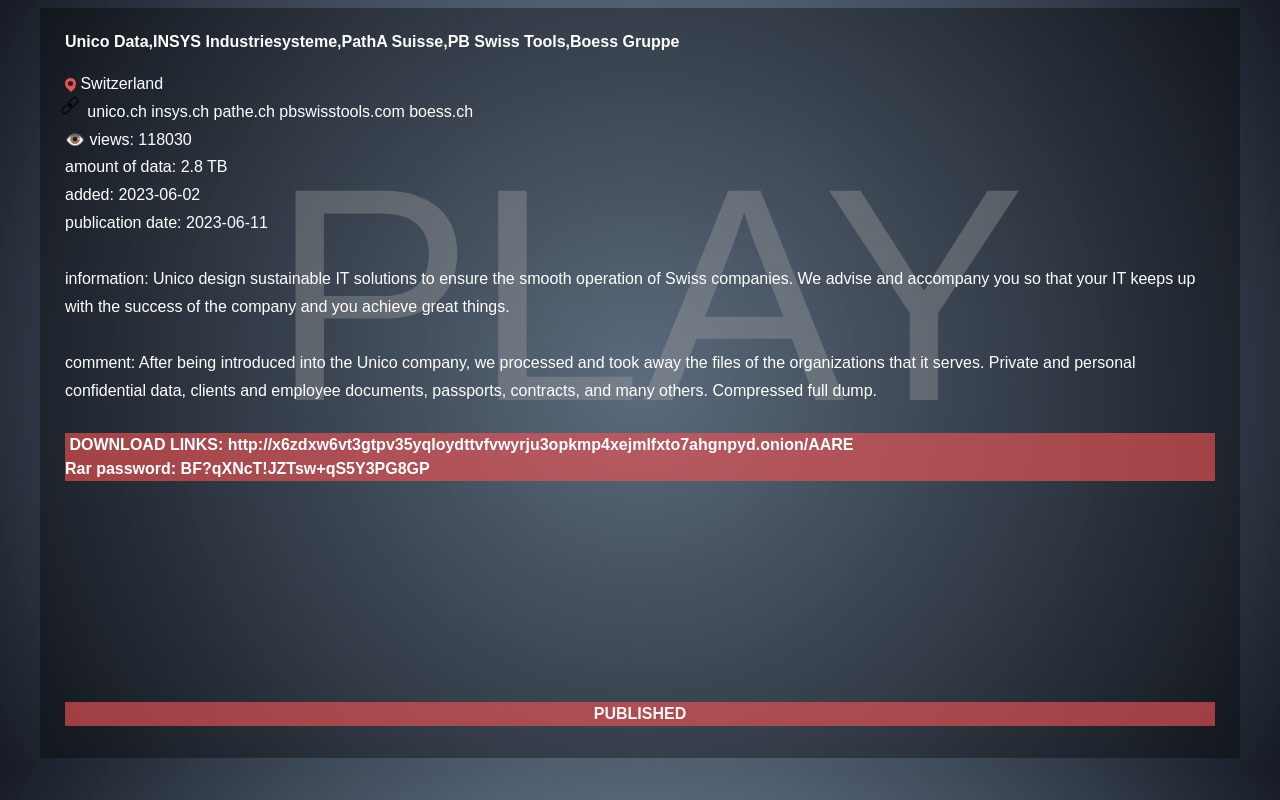 Unico Data,INSYS Industriesysteme,PathA Suisse,PB Swiss Tools,Boess Gruppe
Switzerland
unico.ch insys.ch pathe.ch pbswisstools.com boess.ch
views: 118030
amount of data: 2.8 TB
added: 2023-06-02
publication date: 2023-06-11
PLAY
information: Unico design sustainable IT solutions to ensure the smooth operation of Swiss companies. We advise and accompany you so that your IT keeps up
with the success of the company and you achieve great things.
comment: After being introduced into the Unico company, we processed and took away the files of the organizations that it serves. Private and personal
confidential data, clients and employee documents, passports, contracts, and many others. Compressed full dump.
DOWNLOAD LINKS: http://x6zdxw6vt3gtpv35yqloydttvfvwyrju3opkmp4xejmlfxto7ahgnpyd.onion/AARE
Rar password: BF?qXNcT!JZTsw+qS5Y3PG8GP
PUBLISHED